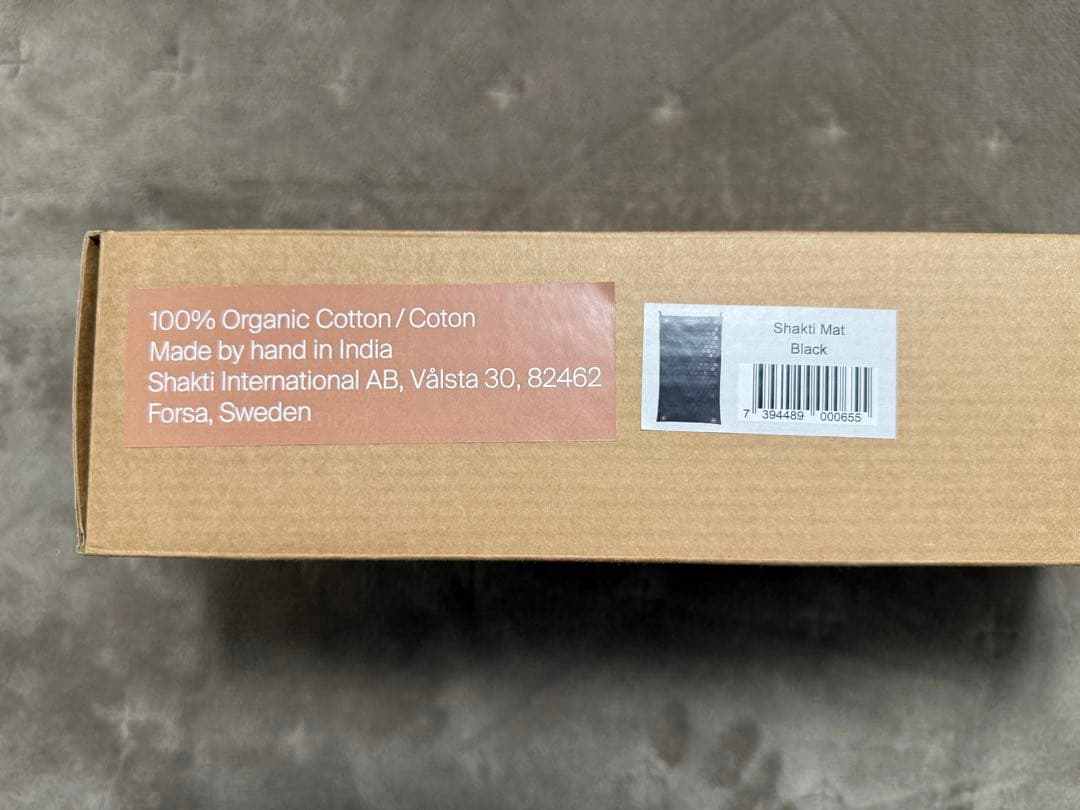 100% Organic Cotton / Coton
Made by hand in India
Shakti International AB, Vålsta 30, 82462
Forsa, Sweden
Shakti Mat
Black
7 394489 000655